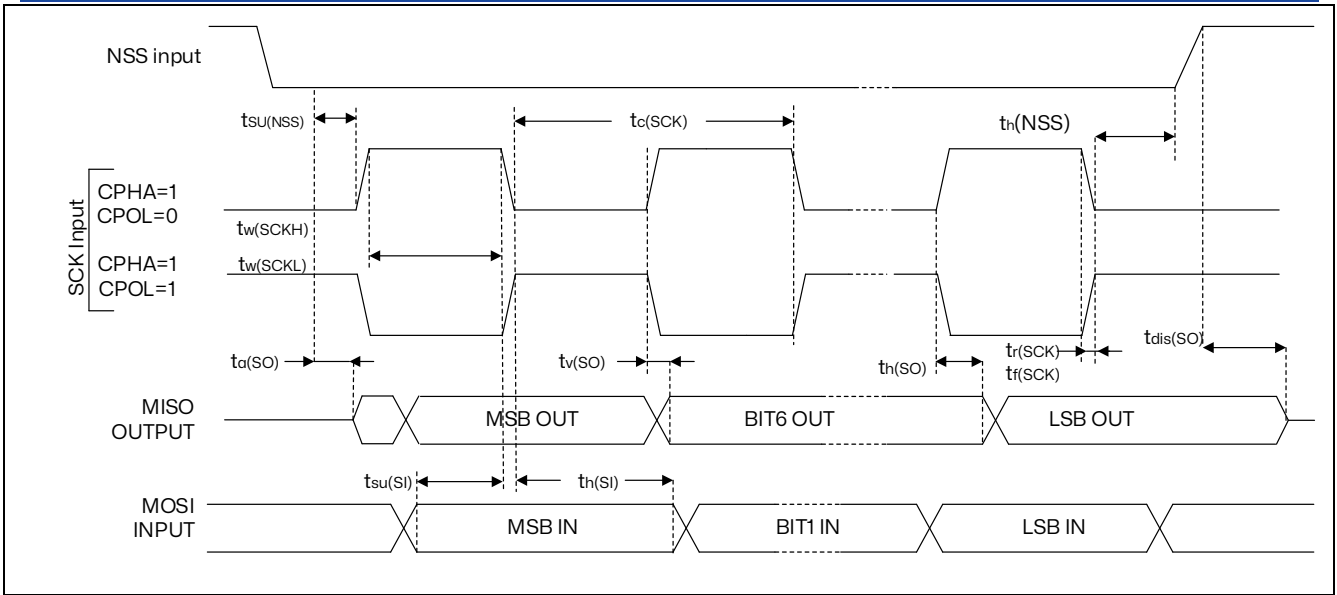 NSS input
tSU(NSS)
tc(SCK)
th(NSS)
SCK Input
CPHA=1
CPOL=0
tw(SCKH)
CPHA=1
CPOL=1
tw(SCKL)
ta(SO)
tv(SO)
th(SO)
tr(SCK)
tf(SCK)
tdis(SO)
MISO
OUTPUT
MSB OUT
BIT6 OUT
LSB OUT
tsu(SI)
th(SI)
MOSI
INPUT
MSB IN
BIT1 IN
LSB IN